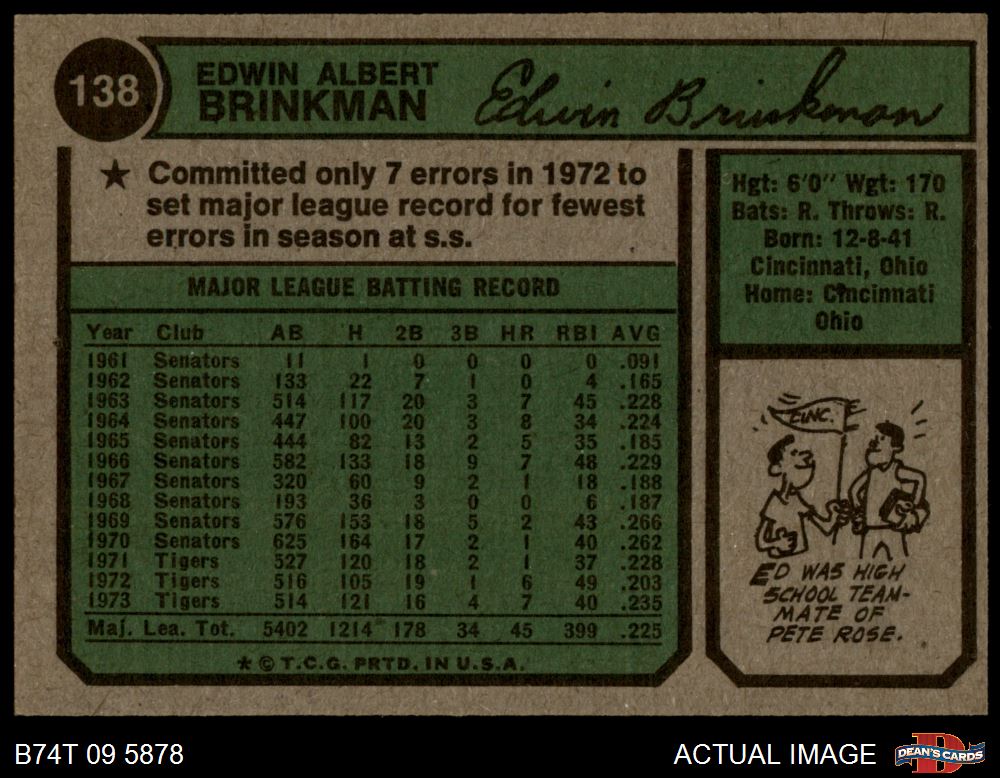 138
EDWIN ALBERT
BRINKMAN
Edwin Brinkman
★ Committed only 7 errors in 1972 to
set major league record for fewest
errors in season at s.s.
MAJOR LEAGUE BATTING RECORD
Year Club AB H 2B 3B HR RBI AVG
1961 Senators 11 1 0 0 0 0 .091
1962 Senators 133 22 7 1 0 4 .165
1963 Senators 514 117 20 3 7 45 .228
1964 Senators 447 100 20 3 8 34 .224
1965 Senators 444 82 13 2 5 35 .185
1966 Senators 582 133 18 9 7 48 .229
1967 Senators 320 60 9 2 1 18 .188
1968 Senators 193 36 3 0 0 6 .187
1969 Senators 576 153 18 5 2 43 .266
1970 Senators 625 164 17 2 1 40 .262
1971 Tigers 527 120 18 2 1 37 .228
1972 Tigers 516 105 19 1 6 49 .203
1973 Tigers 514 121 16 4 7 40 .235
Maj. Lea. Tot. 5402 1214 178 34 45 399 .225
★ © T.C.G. PRTD. IN U.S.A.
Hgt: 6'0" Wgt: 170
Bats: R. Throws: R.
Born: 12-8-41
Cincinnati, Ohio
Home: Cincinnati
Ohio
CINC.
ED WAS HIGH
SCHOOL TEAM-
MATE OF
PETE ROSE.
B74T 09 5878
ACTUAL IMAGE
D
DEAN'S CARDS